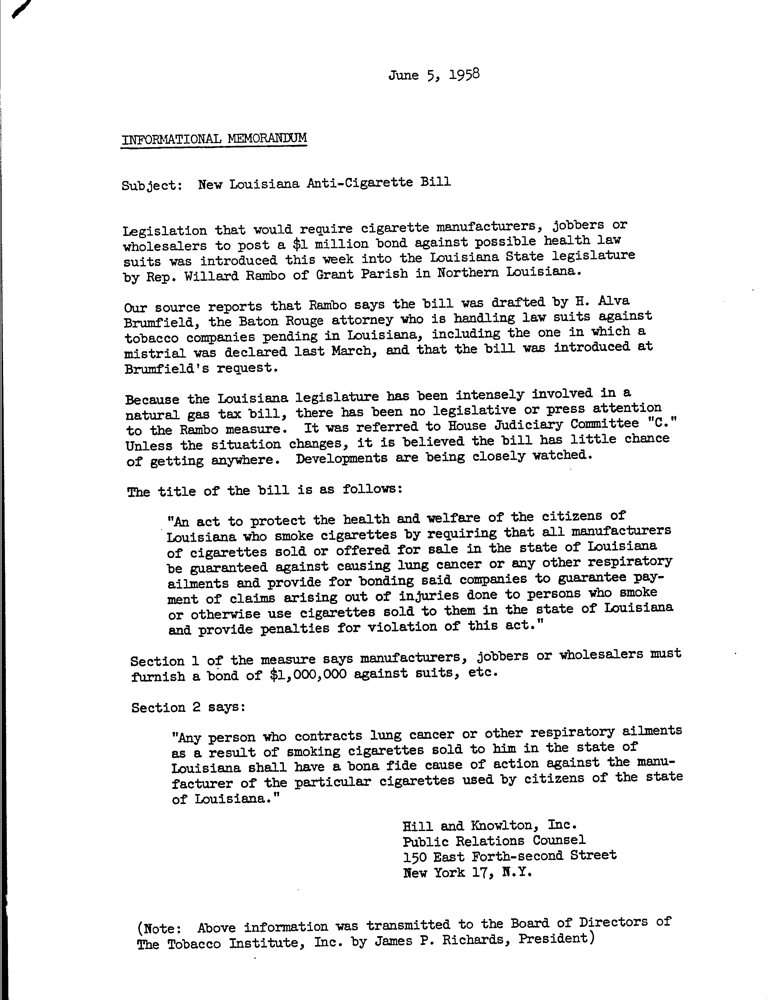 June 5, 1958
INFORMATIONAL MEMORANDUM
Subject: New Louisiana Anti-Cigarette Bill
Legislation that would require cigarette manufacturers, jobbers or
wholesalers to post a $1 million bond against possible health law
suits was introduced this week into the Louisiana State legislature
by Rep. Willard Rambo of Grant Parish in Northern Louisiana.
Our source reports that Rambo says the bill was drafted by H. Alva
Brumfield, the Baton Rouge attorney who is handling law suits against
tobacco companies pending in Louisiana, including the one in which a
mistrial was declared last March, and that the bill was introduced at
Brumfield's request.
Because the Louisiana legislature has been intensely involved in a
natural gas tax bill, there has been no legislative or press attention
to the Rambo measure. It was referred to House Judiciary Committee "C."
Unless the situation changes, it is believed the bill has little chance
of getting anywhere. Developments are being closely watched.
The title of the bill is as follows:
"An act to protect the health and welfare of the citizens of
Louisiana who smoke cigarettes by requiring that all manufacturers
of cigarettes sold or offered for sale in the state of Louisiana
be guaranteed against causing lung cancer or any other respiratory
ailments and provide for bonding said companies to guarantee pay-
ment of claims arising out of injuries done to persons who smoke
or otherwise use cigarettes sold to them in the state of Louisiana
and provide penalties for violation of this act."
Section 1 of the measure says manufacturers, jobbers or wholesalers must
furnish a bond of $1,000,000 against suits, etc.
Section 2 says:
"Any person who contracts lung cancer or other respiratory ailments
as a result of smoking cigarettes sold to him in the state of
Louisiana shall have a bona fide cause of action against the manu-
facturer of the particular cigarettes used by citizens of the state
of Louisiana."
Hill and Knowlton, Inc.
Public Relations Counsel
150 East Forth-second Street
New York 17, N.Y.
(Note: Above information was transmitted to the Board of Directors of
The Tobacco Institute, Inc. by James P. Richards, President)